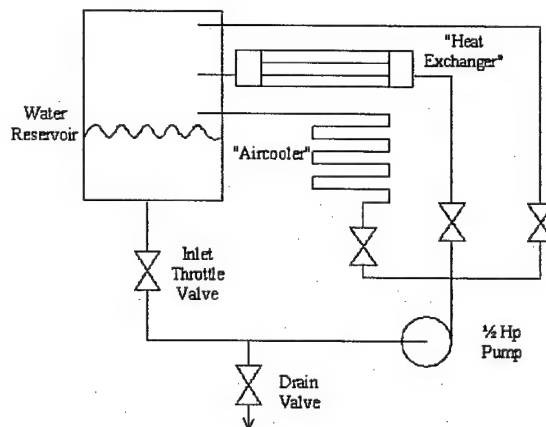 "Heat
Exchanger"
Water
Reservoir
"Aircooler"
Inlet
Throttle
Valve
½ Hp
Pump
Drain
Valve